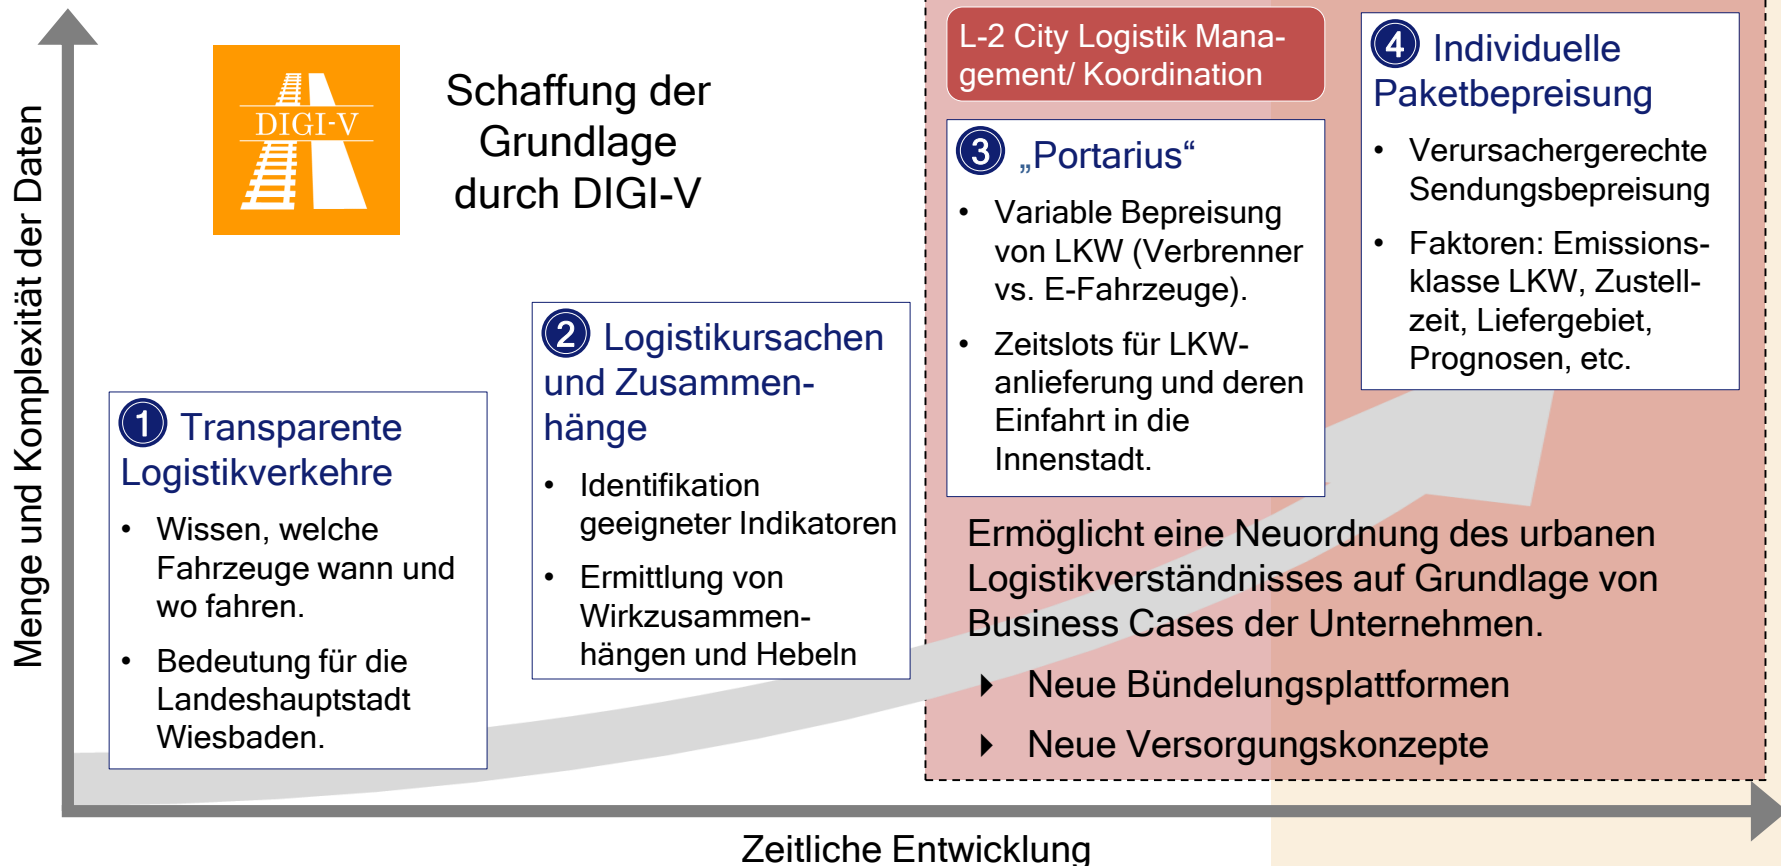 Menge und Komplexität der Daten
DIGI-V
Schaffung der
Grundlage
durch DIGI-V
1 Transparente
Logistikverkehre
• Wissen, welche
Fahrzeuge wann und
wo fahren.
• Bedeutung für die
Landeshauptstadt
Wiesbaden.
2 Logistikursachen
und Zusammen-
hänge
• Identifikation
geeigneter Indikatoren
• Ermittlung von
Wirkzusammen-
hängen und Hebeln
L-2 City Logistik Mana-
gement/ Koordination
3 „Portarius“
• Variable Bepreisung
von LKW (Verbrenner
vs. E-Fahrzeuge).
• Zeitslots für LKW-
anlieferung und deren
Einfahrt in die
Innenstadt.
4 Individuelle
Paketbepreisung
• Verursachergerechte
Sendungsbepreisung
• Faktoren: Emissions-
klasse LKW, Zustell-
zeit, Liefergebiet,
Prognosen, etc.
Ermöglicht eine Neuordnung des urbanen
Logistikverständnisses auf Grundlage von
Business Cases der Unternehmen.
Neue Bündelungsplattformen
Neue Versorgungskonzepte
Zeitliche Entwicklung